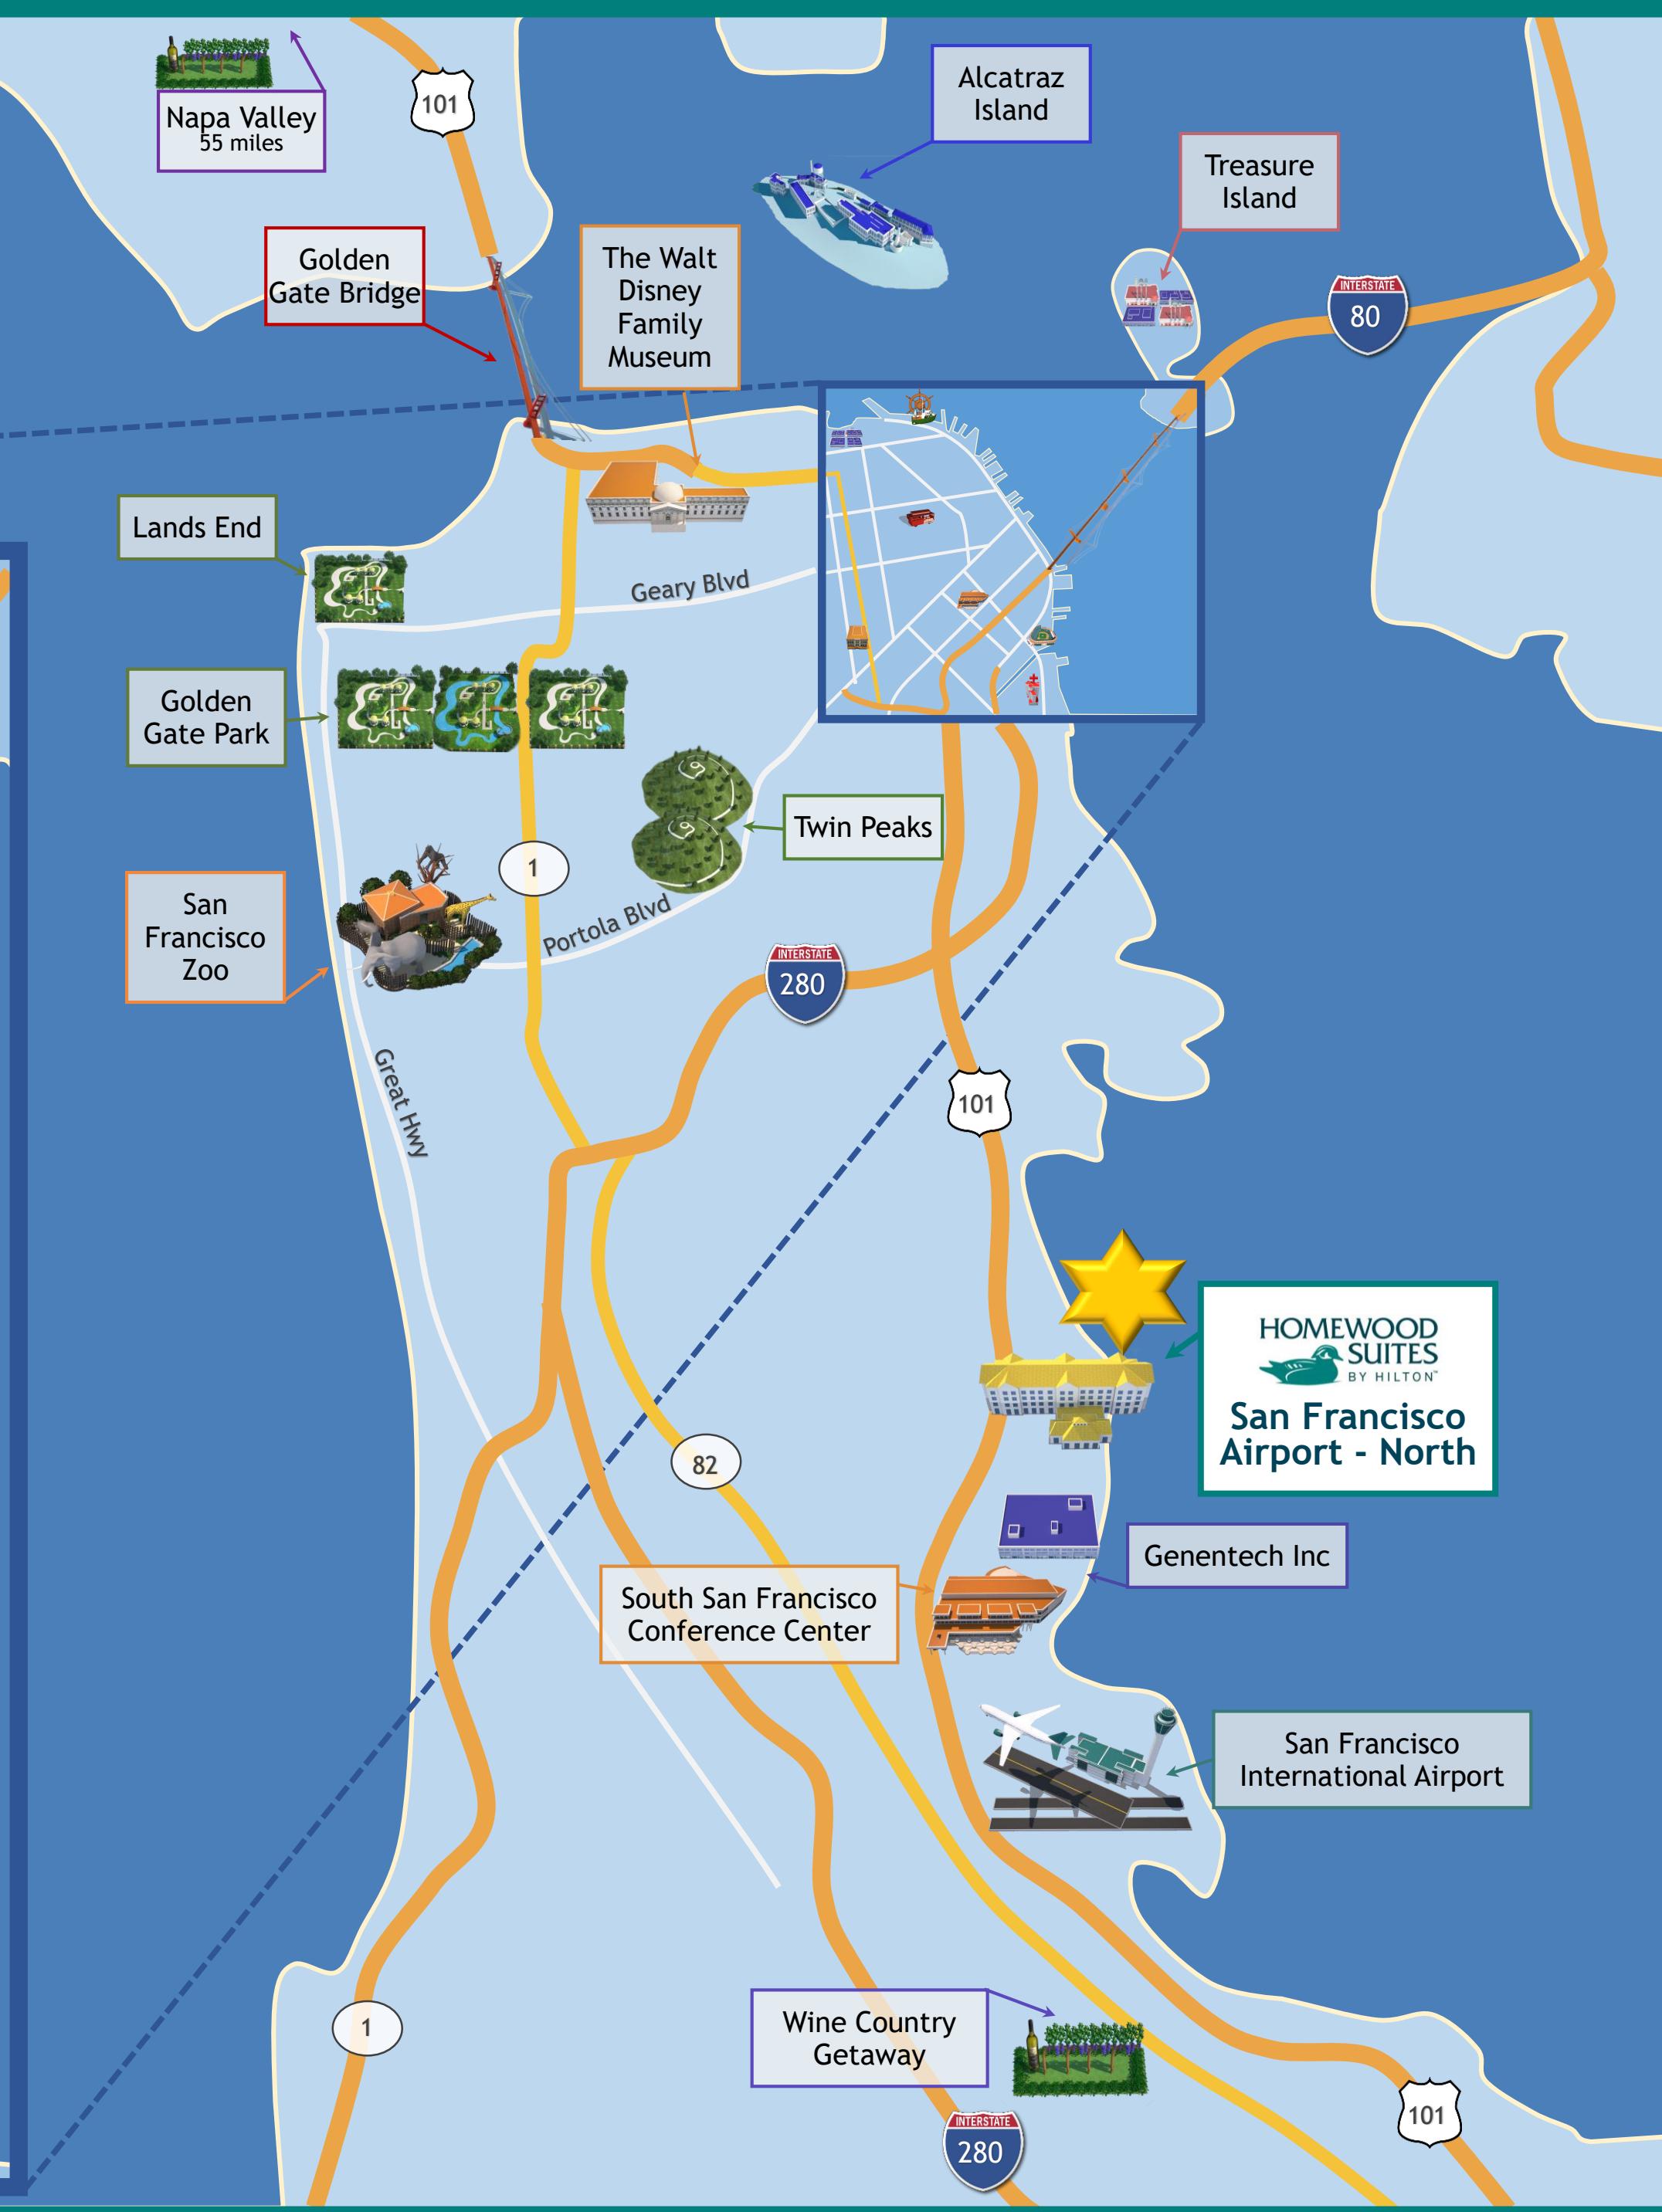 Napa Valley
55 miles
101
Alcatraz
Island
Treasure
Island
Golden
Gate Bridge
The Walt
Disney
Family
Museum
INTERSTATE
80
Lands End
Geary Blvd
Golden
Gate Park
Twin Peaks
1
San
Francisco
Zoo
Portola Blvd
INTERSTATE
280
Great Hwy
101
HOMEWOOD
SUITES
BY HILTON™
San Francisco
Airport - North
82
Genentech Inc
South San Francisco
Conference Center
San Francisco
International Airport
1
Wine Country
Getaway
101
INTERSTATE
280